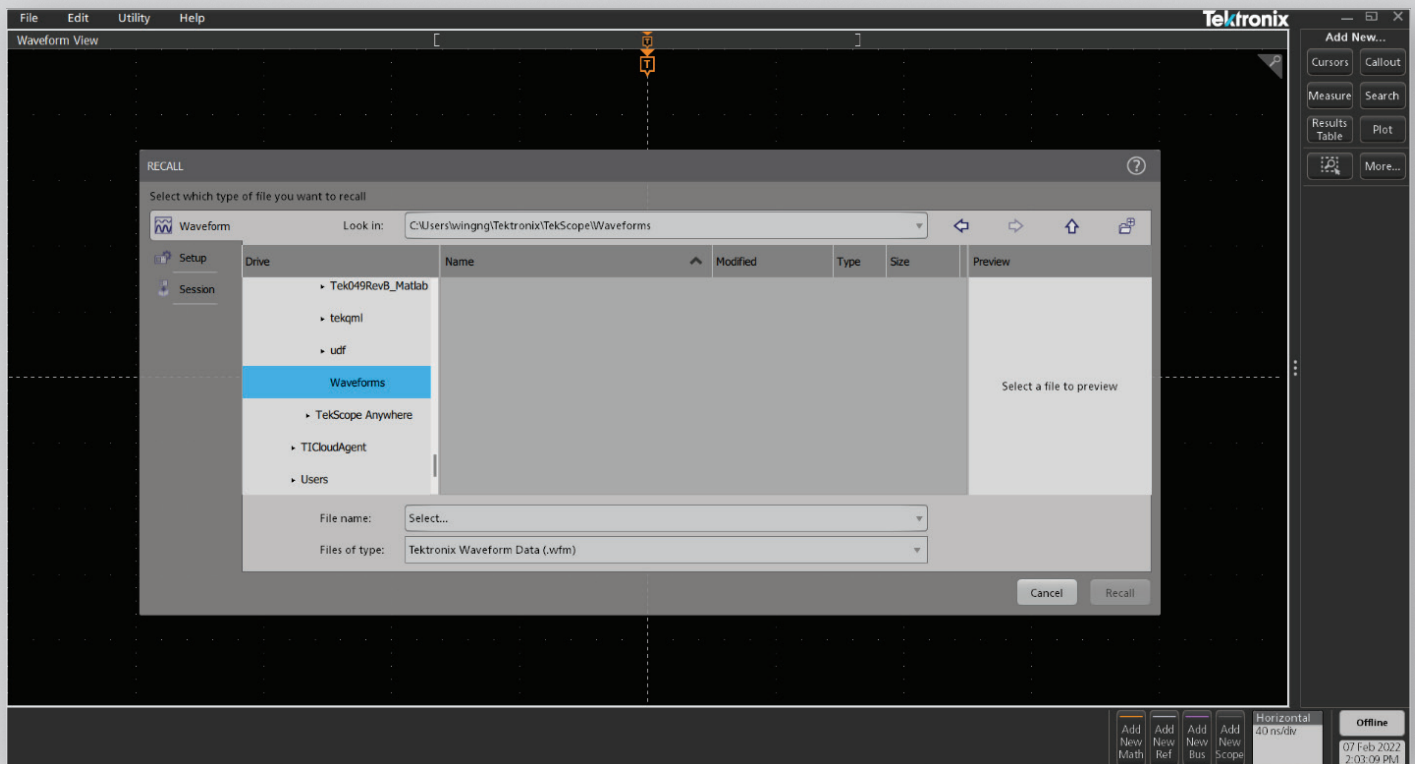 File Edit Utility Help
Tektronix
Waveform View
T
T
Add New...
Cursors Callout
Measure Search
Results Table Plot
More...
RECALL
?
Select which type of file you want to recall
Waveform
Setup
Session
Look in: C:\Users\wingng\Tektronix\TekScope\Waveforms
Drive Name Modified Type Size Preview
Tek049RevB_Matlab
tekqml
udf
Waveforms
TekScope Anywhere
TICloudAgent
Users
Select a file to preview
File name: Select...
Files of type: Tektronix Waveform Data (.wfm)
Cancel Recall
Add New Math
Add New Ref
Add New Bus
Add New Scope
Horizontal
40 ns/div
Offline
07 Feb 2022
2:03:09 PM